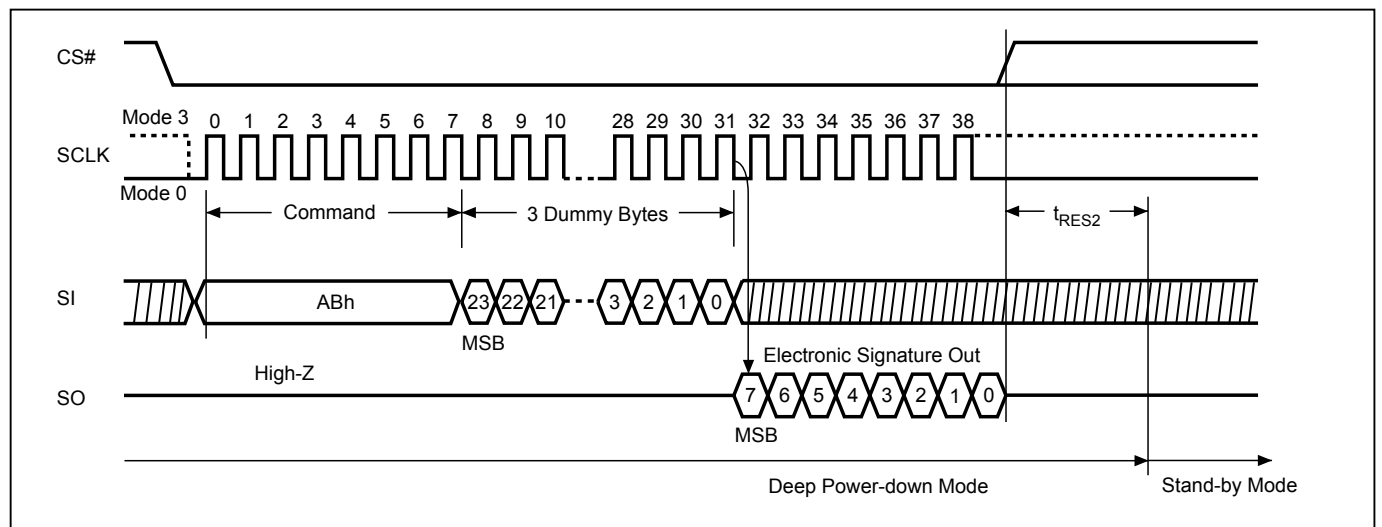 CS#
Mode 3 0 1 2 3 4 5 6 7 8 9 10 28 29 30 31 32 33 34 35 36 37 38
SCLK
Mode 0
Command 3 Dummy Bytes tRES2
SI ABh 23 22 21 3 2 1 0
MSB
Electronic Signature Out
High-Z
SO 7 6 5 4 3 2 1 0
MSB
Deep Power-down Mode Stand-by Mode